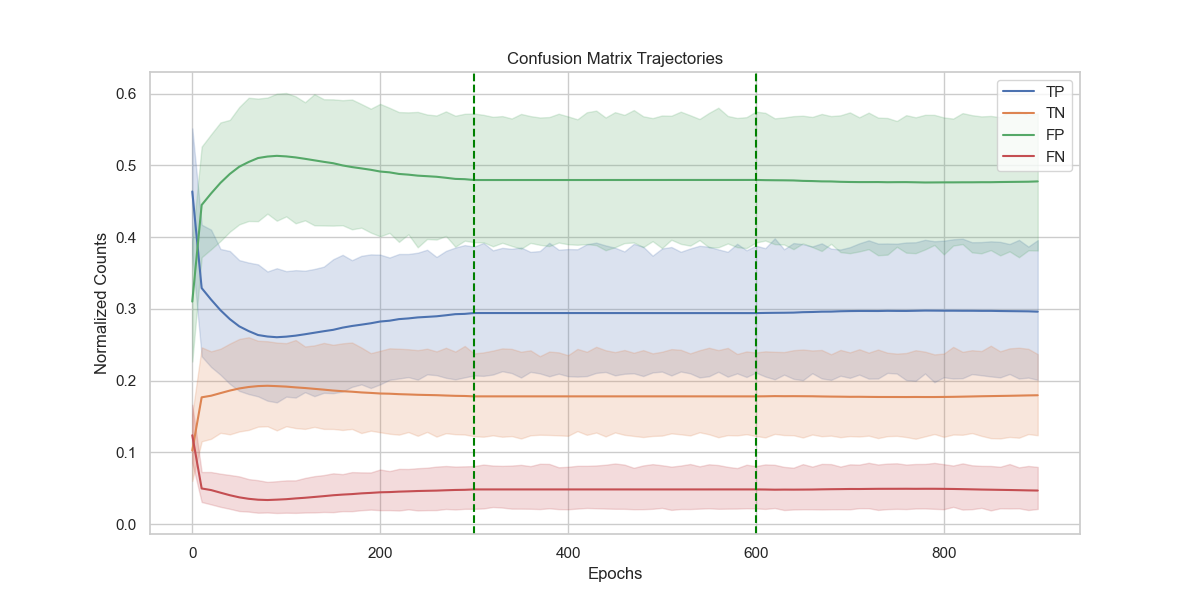 Confusion Matrix Trajectories
Normalized Counts
0.6
0.5
0.4
0.3
0.2
0.1
0.0
TP
TN
FP
FN
0 200 400 600 800
Epochs